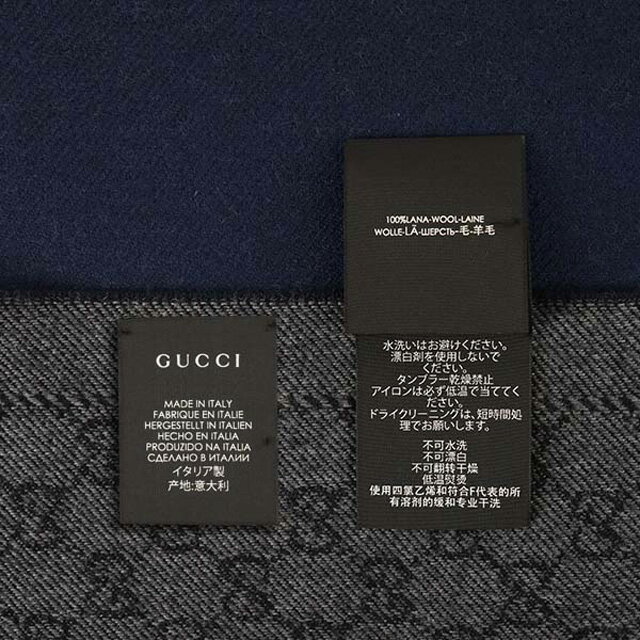 100%LANA-WOOL-LAINE
WOLLE-LÃ-ШЕРСТЬ-毛-羊毛
GUCCI
MADE IN ITALY
FABRIQUE EN ITALIE
HERGESTELLT IN ITALIEN
HECHO EN ITALIA
PRODUZIDO NA ITALIA
СДЕЛАНО В ИТАЛИИ
イタリア製
产地:意大利
水洗いはお避けください。
漂白剤を使用しないで
ください。
タンブラー乾燥禁止
アイロンは必ず低温で当ててく
ださい。
ドライクリーニングは、短時間処
理でお願いします。
不可水洗
不可漂白
不可翻转干燥
低温熨烫
使用四氯乙烯和符合F代表的所
有溶剂的缓和专业干洗